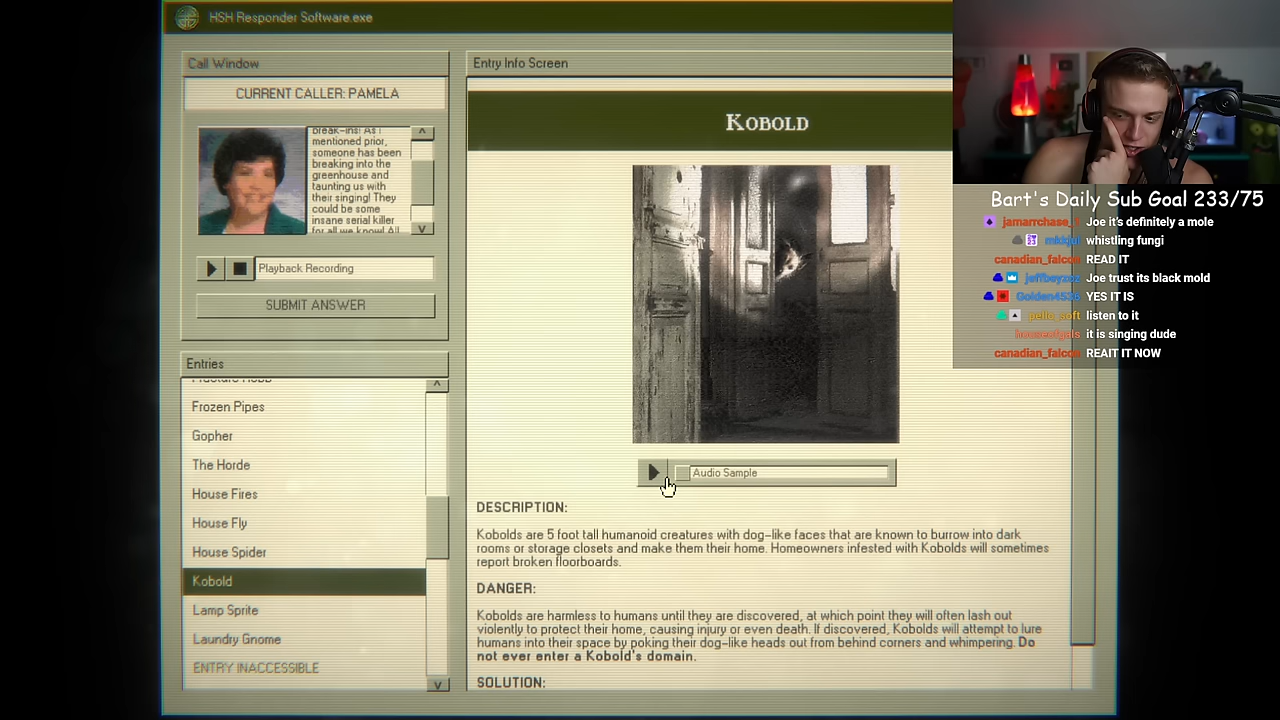 HSH Responder Software.exe
Call Window
CURRENT CALLER: PAMELA
break-ins! As I
mentioned prior,
someone has been
breaking into the
greenhouse and
taunting us with
their singing! They
could be some
insane serial killer
for all we know! All
Playback Recording
SUBMIT ANSWER
Entries
Frozen Pipes
Gopher
The Horde
House Fires
House Fly
House Spider
Kobold
Lamp Sprite
Laundry Gnome
ENTRY INACCESSIBLE
Entry Info Screen
KOBOLD
Audio Sample
DESCRIPTION:
Kobolds are 5 foot tall humanoid creatures with dog-like faces that are known to burrow into dark
rooms or storage closets and make them their home. Homeowners infested with Kobolds will sometimes
report broken floorboards.
DANGER:
Kobolds are harmless to humans until they are discovered, at which point they will often lash out
violently to protect their home, causing injury or even death. If discovered, Kobolds will attempt to lure
humans into their space by poking their dog-like heads out from behind corners and whimpering. Do
not ever enter a Kobold's domain.
SOLUTION:
Bart's Daily Sub Goal 233/75
Joe it's definitely a mole
whistling fungi
canadian_falcon READ IT
Joe trust its black mold
YES IT IS
pello_soft listen to it
it is singing dude
canadian_falcon REAIT IT NOW